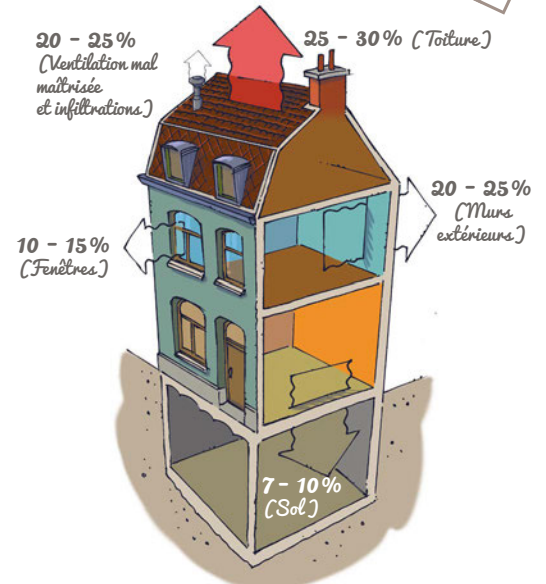 20 - 25%
(Ventilation mal
maîtrisée
et infiltrations)
25 - 30% (Toiture)
20 - 25%
(Murs
extérieurs)
10 - 15%
(Fenêtres)
7 - 10%
(Sol)